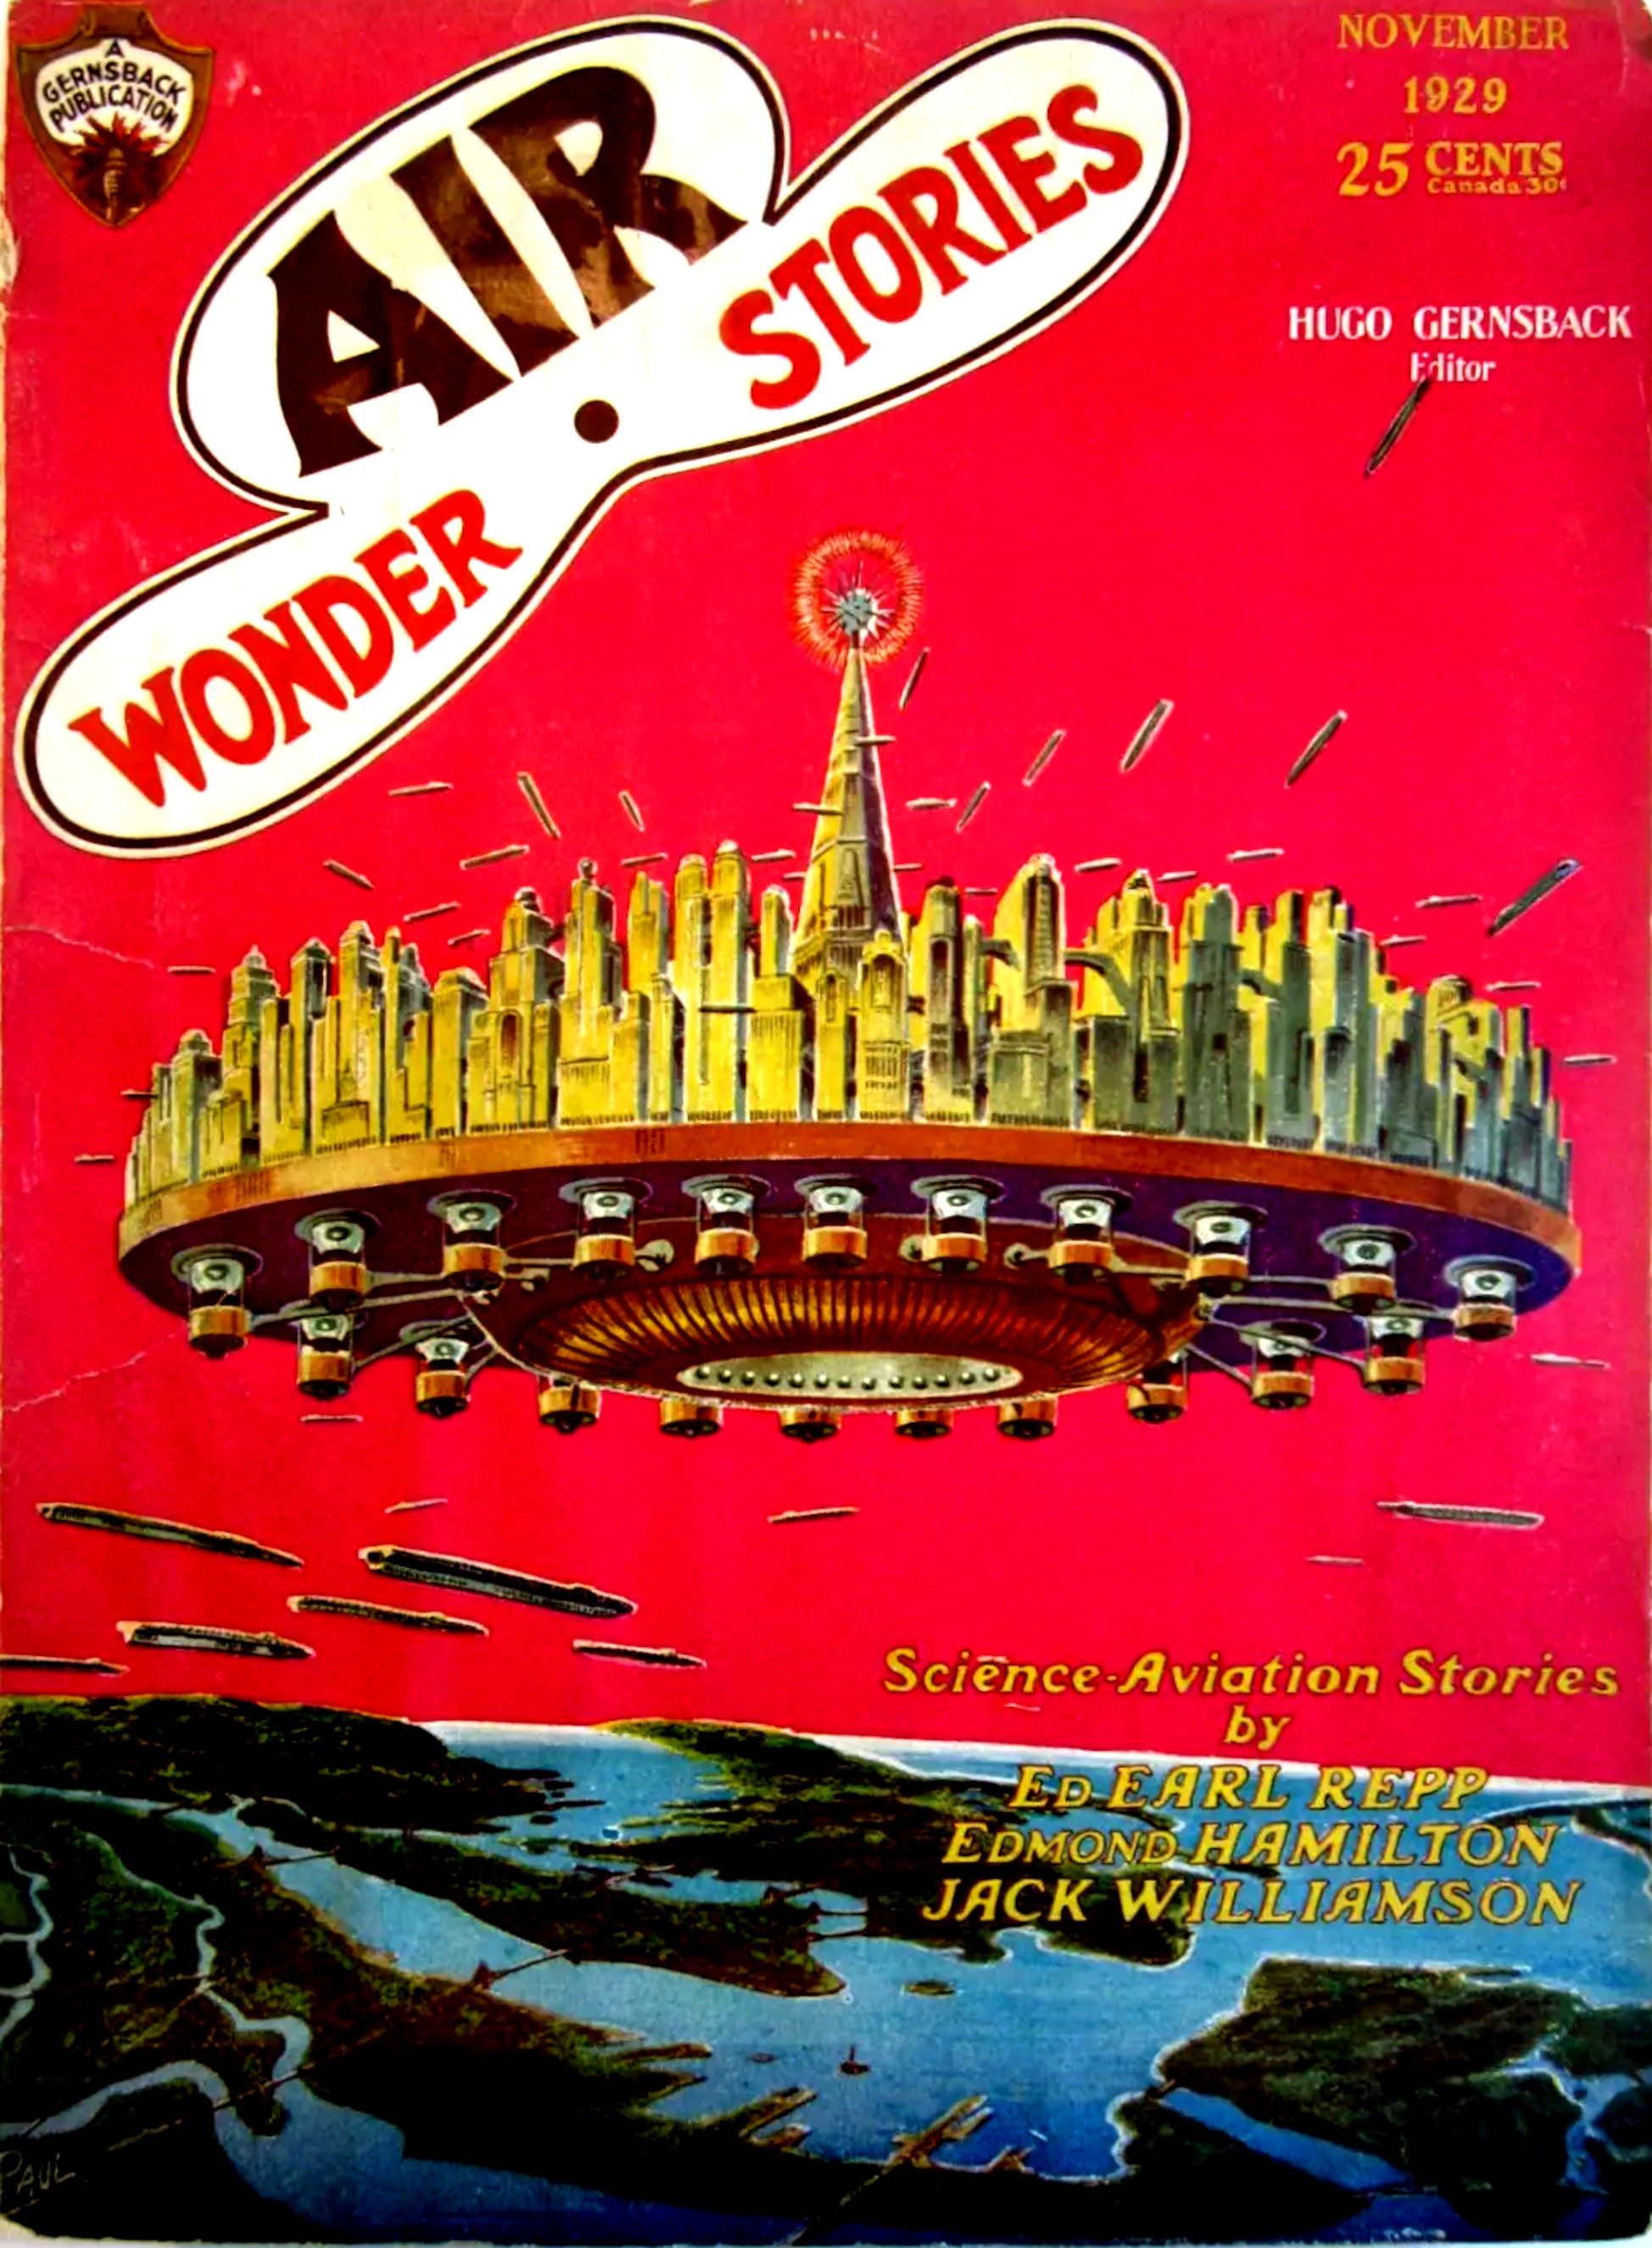 A
GERNSBACK
PUBLICATION
AIR
WONDER • STORIES
NOVEMBER
1929
25 CENTS
Canada 30¢
HUGO GERNSBACK
Editor
Science-Aviation Stories
by
ED EARL REPP
EDMOND HAMILTON
JACK WILLIAMSON
PAUL